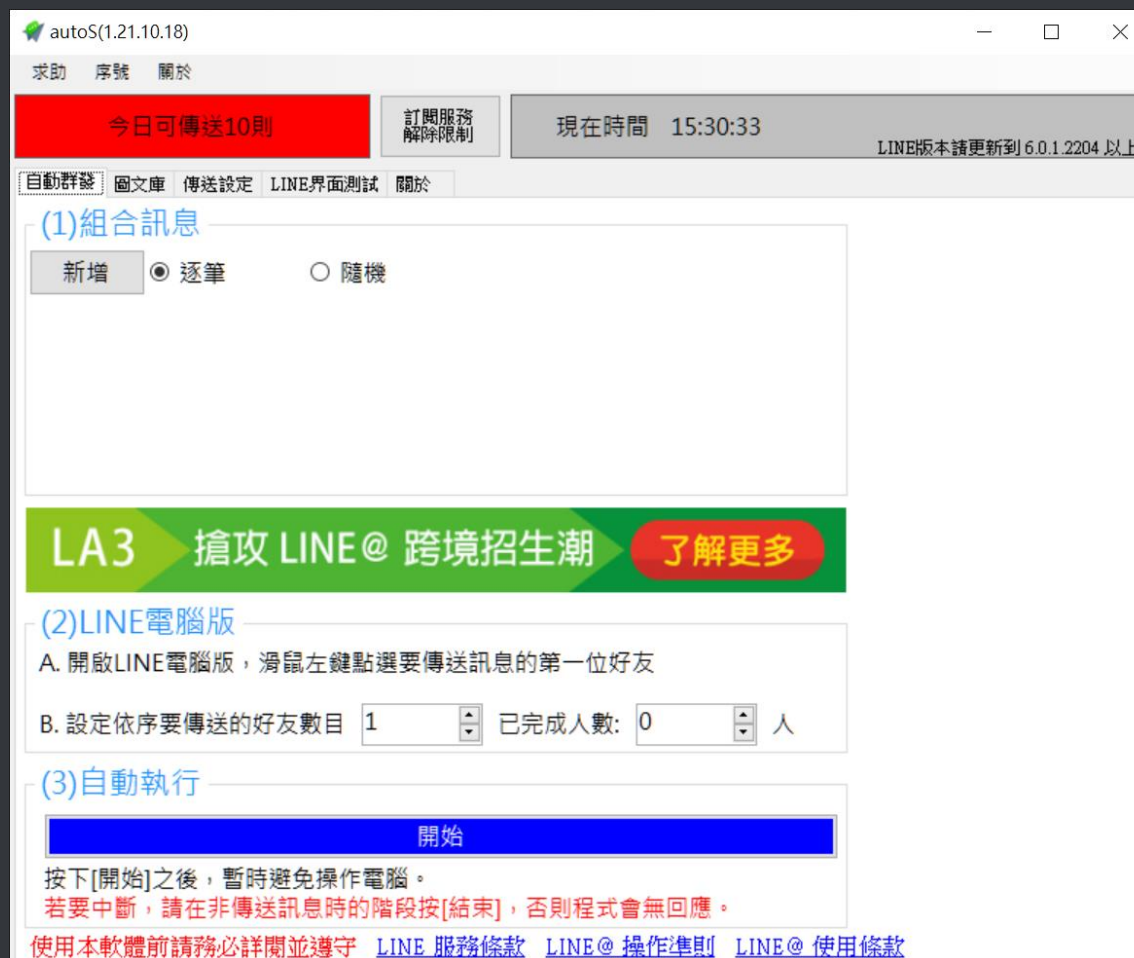 autoS(1.21.10.18)
求助 序號 關於
今日可傳送10則
訂閱服務
解除限制
現在時間 15:30:33
LINE版本請更新到 6.0.1.2204 以上
自動群發 圖文庫 傳送設定 LINE界面測試 關於
(1)組合訊息
新增 逐筆 隨機
LA3 搶攻 LINE@ 跨境招生潮 了解更多
(2)LINE電腦版
A. 開啟LINE電腦版，滑鼠左鍵點選要傳送訊息的第一位好友
B. 設定依序要傳送的好友數目 1 已完成人數: 0 人
(3)自動執行
開始
按下[開始]之後，暫時避免操作電腦。
若要中斷，請在非傳送訊息時的階段按[結束]，否則程式會無回應。
使用本軟體前請務必詳閱並遵守 LINE 服務條款 LINE@ 操作準則 LINE@ 使用條款